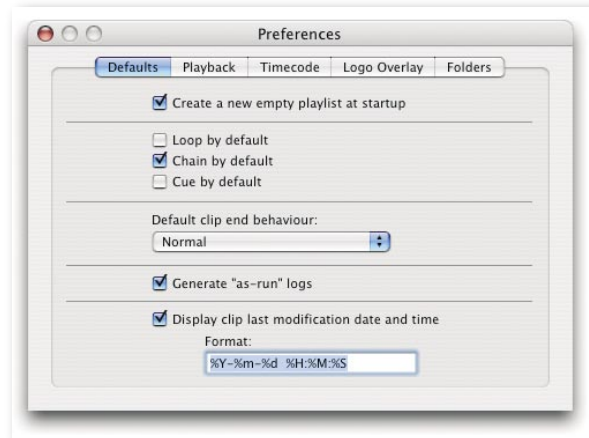 Preferences
Defaults Playback Timecode Logo Overlay Folders
Create a new empty playlist at startup
Loop by default
Chain by default
Cue by default
Default clip end behaviour:
Normal
Generate "as-run" logs
Display clip last modification date and time
Format:
%Y-%m-%d  %H:%M:%S